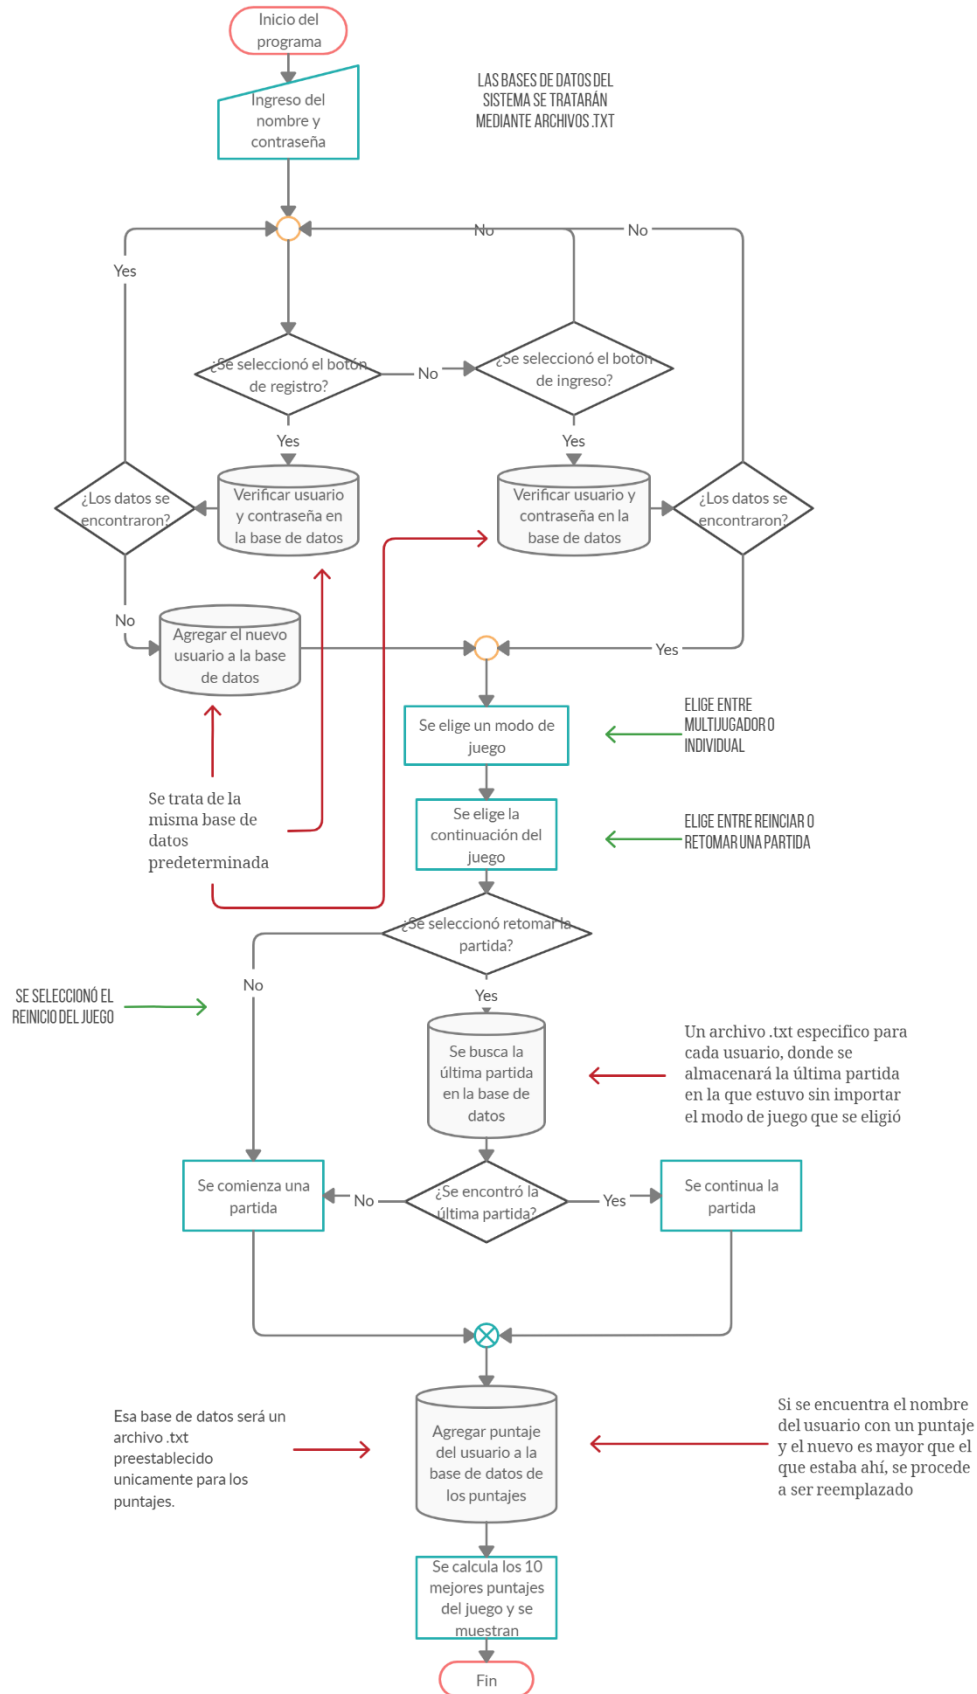 Inicio del
programa
Ingreso del
nombre y
contraseña
LAS BASES DE DATOS DEL
SISTEMA SE TRATARÁN
MEDIANTE ARCHIVOS .TXT
No
No
Yes
¿Se seleccionó el botón
de registro?
No
¿Se seleccionó el botón
de ingreso?
Yes
Yes
¿Los datos se
encontraron?
Verificar usuario
y contraseña en
la base de datos
Verificar usuario y
contraseña en la
base de datos
¿Los datos se
encontraron?
No
Agregar el nuevo
usuario a la base
de datos
Yes
Se elige un modo de
juego
ELIGE ENTRE
MULTIJUGADOR O
INDIVIDUAL
Se trata de la
misma base de
datos
predeterminada
Se elige la
continuación del
juego
ELIGE ENTRE REINCIAR O
RETOMAR UNA PARTIDA
¿Se seleccionó retomar la
partida?
No
Yes
SE SELECCIONÓ EL
REINICIO DEL JUEGO
Se busca la
última partida
en la base de
datos
Un archivo .txt especifico para
cada usuario, donde se
almacenará la última partida
en la que estuvo sin importar
el modo de juego que se eligió
Se comienza una
partida
No
¿Se encontró la
última partida?
Yes
Se continua la
partida
Esa base de datos será un
archivo .txt
preestablecido
unicamente para los
puntajes.
Agregar puntaje
del usuario a la
base de datos de
los puntajes
Si se encuentra el nombre
del usuario con un puntaje
y el nuevo es mayor que el
que estaba ahí, se procede
a ser reemplazado
Se calcula los 10
mejores puntajes
del juego y se
muestran
Fin